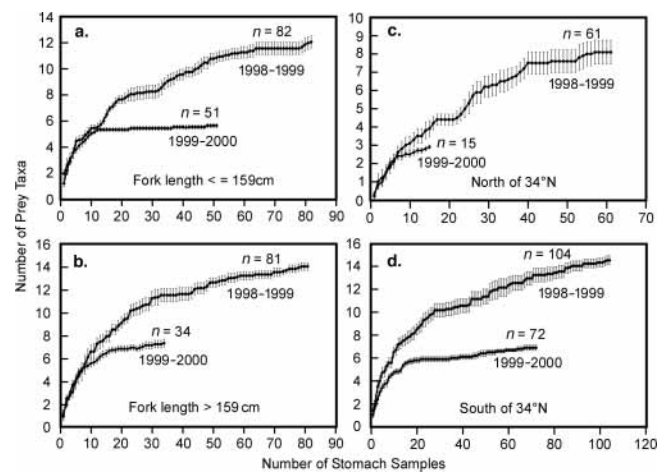 Number of Prey Taxa
a.
14
12
10
8
6
4
2
0
n = 82
1998–1999
n = 51
1999–2000
Fork length < = 159cm
0 10 20 30 40 50 60 70 80 90
c.
10
9
8
7
6
5
4
3
2
1
0
n = 61
1998–1999
n = 15
1999–2000
North of 34°N
0 10 20 30 40 50 60 70
b.
16
14
12
10
8
6
4
2
0
n = 81
1998–1999
n = 34
1999–2000
Fork length > 159cm
0 10 20 30 40 50 60 70 80 90
d.
16
14
12
10
8
6
4
2
0
n = 104
1998–1999
n = 72
1999–2000
South of 34°N
0 20 40 60 80 100 120
Number of Stomach Samples